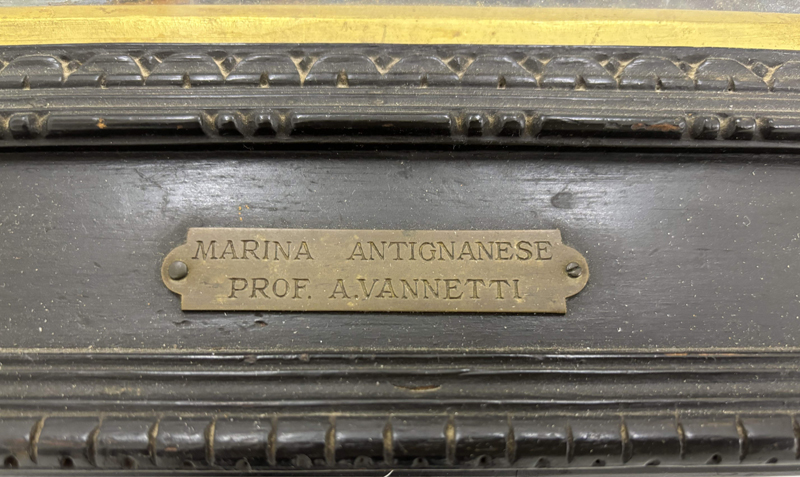 MARINA ANTIGNANESE
PROF. A. VANNETTI